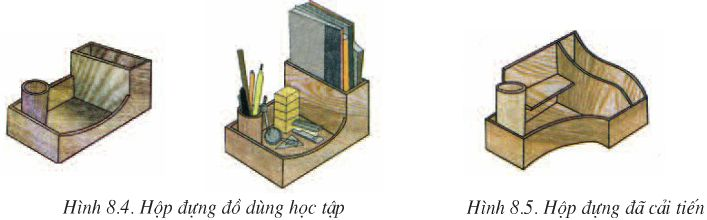 Hình 8.4. Hộp đựng đồ dùng học tập
Hình 8.5. Hộp đựng đã cải tiến